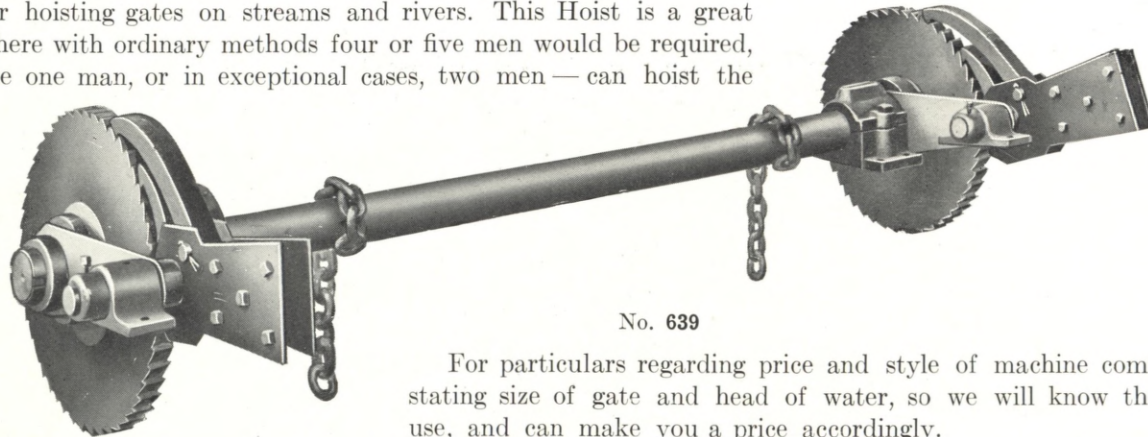 r hoisting gates on streams and rivers. This Hoist is a great
here with ordinary methods four or five men would be required,
e one man, or in exceptional cases, two men — can hoist the
No. 639
For particulars regarding price and style of machine com
stating size of gate and head of water, so we will know th
use, and can make you a price accordingly.